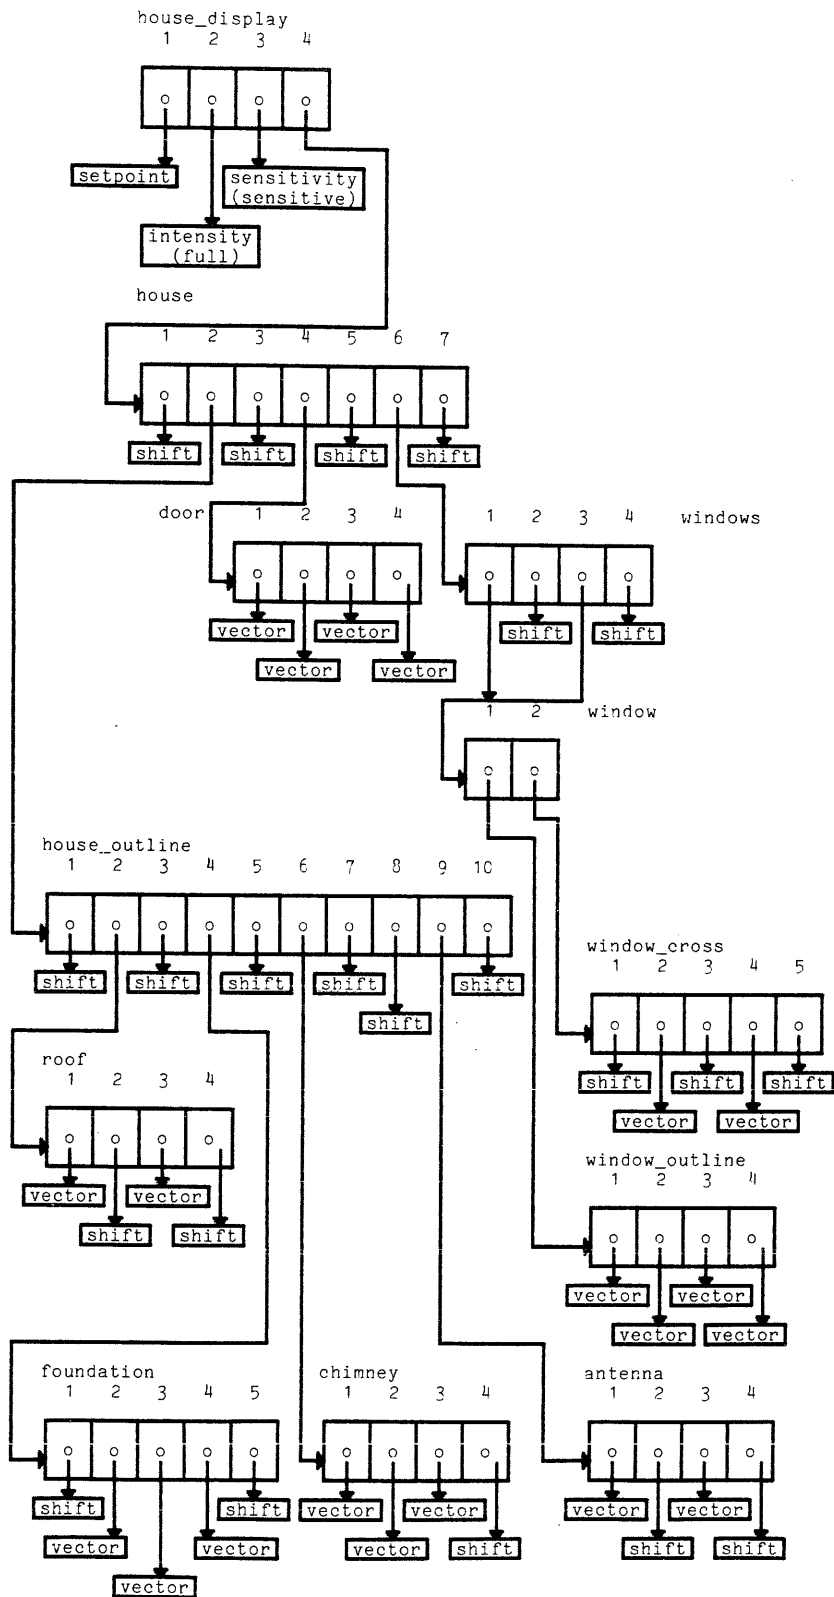 house_display
1 2 3 4
setpoint
sensitivity
(sensitive)
intensity
(full)
house
1 2 3 4 5 6 7
shift shift shift shift
door 1 2 3 4
1 2 3 4 windows
vector vector
shift shift
vector vector
1 2 window
house_outline
1 2 3 4 5 6 7 8 9 10
shift shift shift shift shift
shift
window_cross
1 2 3 4 5
shift shift shift
vector vector
roof
1 2 3 4
vector vector
shift shift
window_outline
1 2 3 4
vector vector
vector vector
foundation
1 2 3 4 5
shift shift
vector vector
vector
chimney
1 2 3 4
vector vector
vector shift
antenna
1 2 3 4
vector vector
shift shift